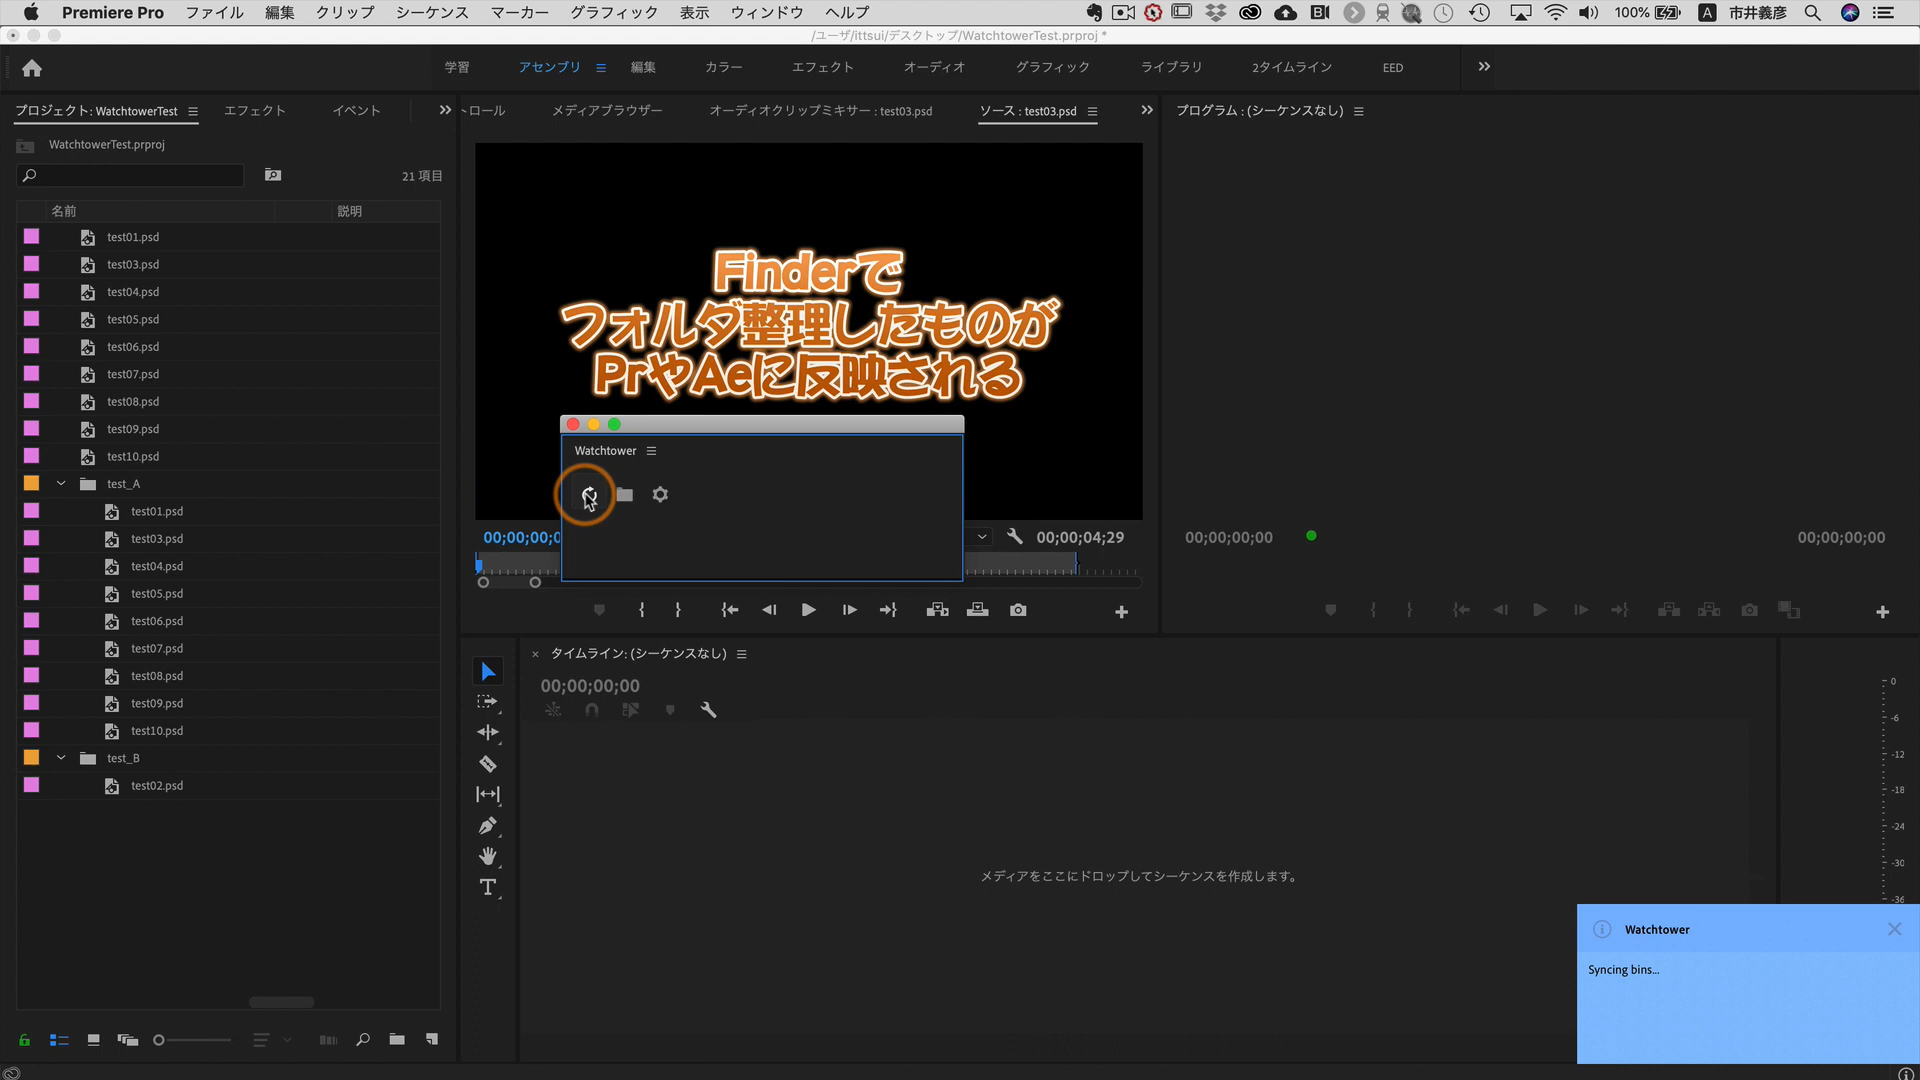 Premiere Pro ファイル 編集 クリップ シーケンス マーカー グラフィック 表示 ウィンドウ ヘルプ 100% A 市井義彦
/ユーザ/ittsui/デスクトップ/WatchtowerTest.prproj *
学習 アセンブリ 編集 カラー エフェクト オーディオ グラフィック ライブラリ 2タイムライン EED
プロジェクト: WatchtowerTest エフェクト イベント トロール メディアブラウザー オーディオクリップミキサー : test03.psd ソース : test03.psd プログラム : (シーケンスなし)
WatchtowerTest.prproj
21 項目
名前 説明
test01.psd
test03.psd
test04.psd
test05.psd
test06.psd
test07.psd
test08.psd
test09.psd
test10.psd
test_A
test01.psd
test03.psd
test04.psd
test05.psd
test06.psd
test07.psd
test08.psd
test09.psd
test10.psd
test_B
test02.psd
Finderで
フォルダ整理したものが
PrやAeに反映される
Watchtower
00;00;00;0 00;00;04;29
00;00;00;00 00;00;00;00
タイムライン: (シーケンスなし)
00;00;00;00
メディアをここにドロップしてシーケンスを作成します。
0
-6
-12
-18
-24
-30
-36
Watchtower
Syncing bins...